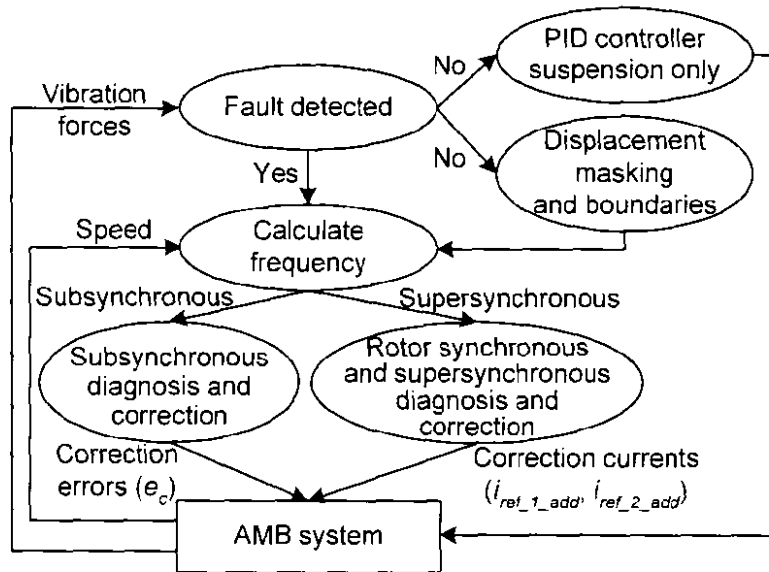 PID controller
suspension only
No
Vibration
forces
Fault detected
No
Displacement
masking
and boundaries
Yes
Speed
Calculate
frequency
Subsynchronous
Supersynchronous
Subsynchronous
diagnosis and
correction
Rotor synchronous
and supersynchronous
diagnosis and
correction
Correction
errors (e_c)
Correction currents
(i_ref_1_add, i_ref_2_add)
AMB system